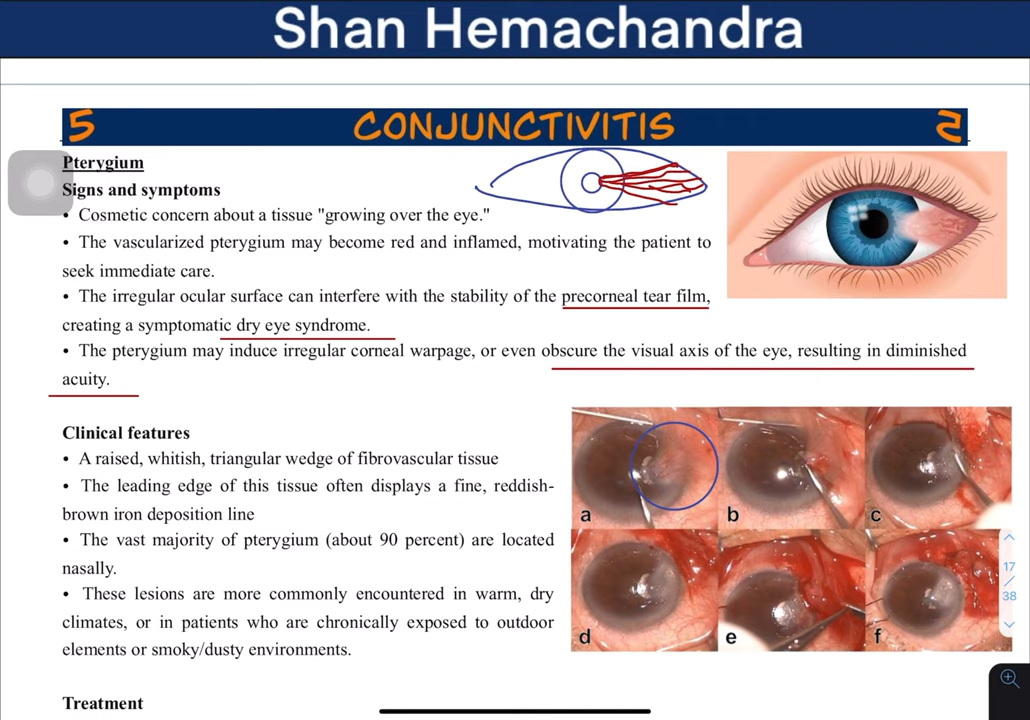 Shan Hemachandra
5 CONJUNCTIVITIS 2
Pterygium
Signs and symptoms
• Cosmetic concern about a tissue "growing over the eye."
• The vascularized pterygium may become red and inflamed, motivating the patient to
seek immediate care.
• The irregular ocular surface can interfere with the stability of the precorneal tear film,
creating a symptomatic dry eye syndrome.
• The pterygium may induce irregular corneal warpage, or even obscure the visual axis of the eye, resulting in diminished
acuity.
Clinical features
• A raised, whitish, triangular wedge of fibrovascular tissue
• The leading edge of this tissue often displays a fine, reddish-
brown iron deposition line
• The vast majority of pterygium (about 90 percent) are located
nasally.
• These lesions are more commonly encountered in warm, dry
climates, or in patients who are chronically exposed to outdoor
elements or smoky/dusty environments.
Treatment
a b c
d e f
17
/
38